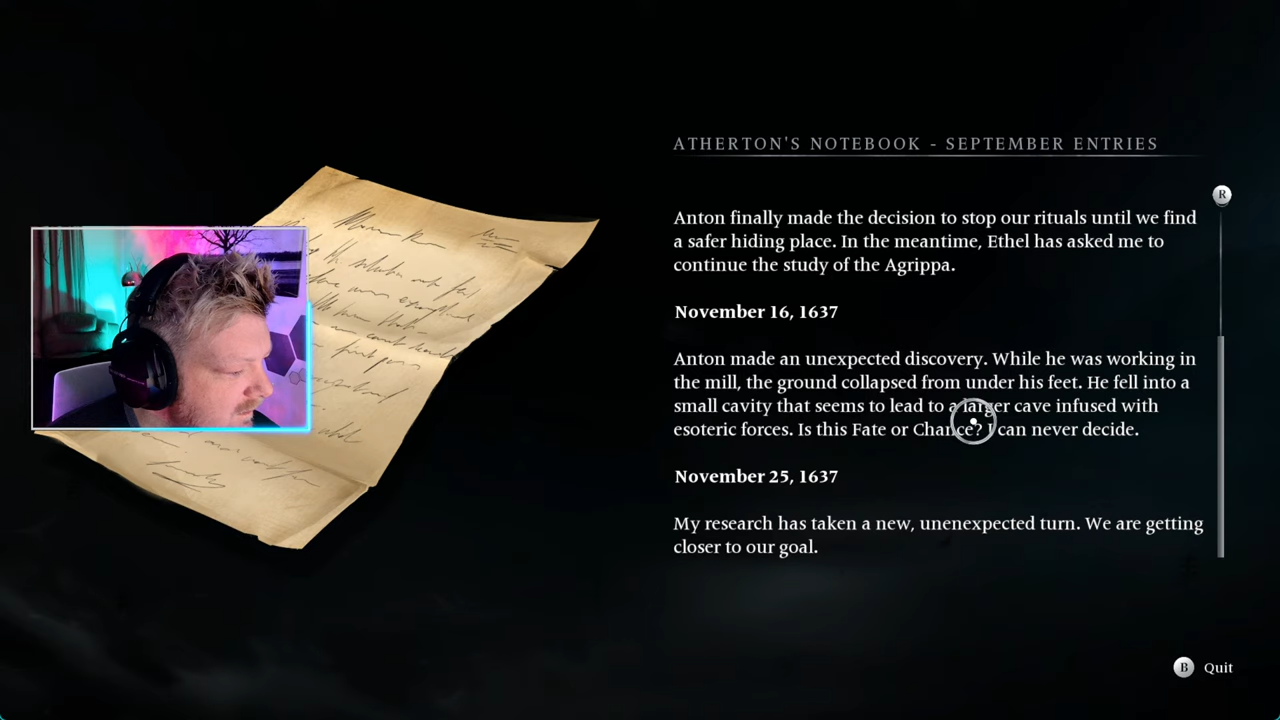 ATHERTON'S NOTEBOOK - SEPTEMBER ENTRIES
R
Anton finally made the decision to stop our rituals until we find
a safer hiding place. In the meantime, Ethel has asked me to
continue the study of the Agrippa.
November 16, 1637
Anton made an unexpected discovery. While he was working in
the mill, the ground collapsed from under his feet. He fell into a
small cavity that seems to lead to a larger cave infused with
esoteric forces. Is this Fate or Chance? I can never decide.
November 25, 1637
My research has taken a new, unenexpected turn. We are getting
closer to our goal.
B Quit